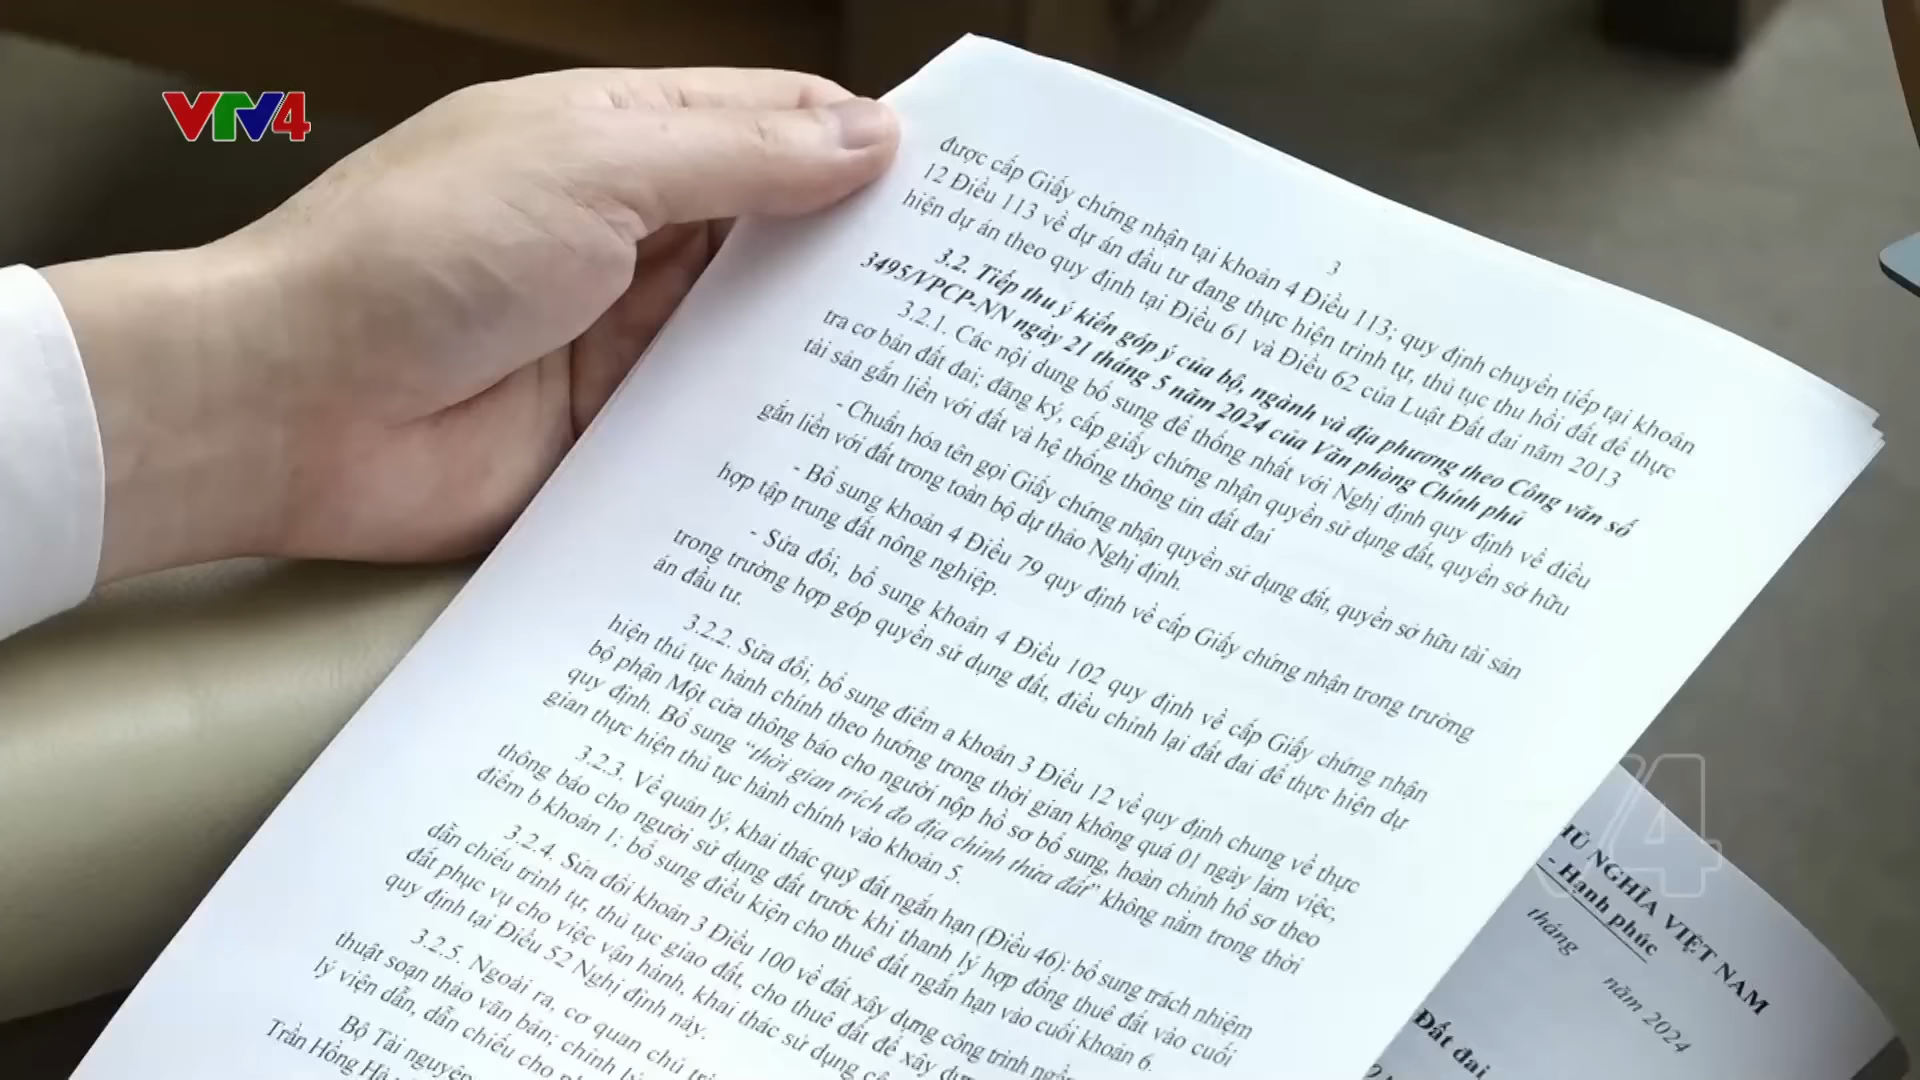 VTV4
3
được cấp Giấy chứng nhận tại khoản 4 Điều 113; quy định chuyển tiếp tại khoản
12 Điều 113 về dự án đầu tư đang thực hiện trình tự, thủ tục thu hồi đất để thực
hiện dự án theo quy định tại Điều 61 và Điều 62 của Luật Đất đai năm 2013
3.2. Tiếp thu ý kiến góp ý của bộ, ngành và địa phương theo Công văn số
3495/VPCP-NN ngày 21 tháng 5 năm 2024 của Văn phòng Chính phủ
3.2.1. Các nội dung bổ sung để thống nhất với Nghị định quy định về điều
tra cơ bản đất đai; đăng ký, cấp giấy chứng nhận quyền sử dụng đất, quyền sở hữu
tài sản gắn liền với đất và hệ thống thông tin đất đai
- Chuẩn hóa tên gọi Giấy chứng nhận quyền sử dụng đất, quyền sở hữu tài sản
gắn liền với đất trong toàn bộ dự thảo Nghị định.
- Bổ sung khoản 4 Điều 79 quy định về cấp Giấy chứng nhận trong trường
hợp tập trung đất nông nghiệp.
- Sửa đổi, bổ sung khoản 4 Điều 102 quy định về cấp Giấy chứng nhận
trong trường hợp góp quyền sử dụng đất, điều chỉnh lại đất đai để thực hiện dự
án đầu tư.
3.2.2. Sửa đổi, bổ sung điểm a khoản 3 Điều 12 về quy định chung về thực
hiện thủ tục hành chính theo hướng trong thời gian không quá 01 ngày làm việc,
bộ phận Một cửa thông báo cho người nộp hồ sơ bổ sung, hoàn chỉnh hồ sơ theo
quy định. Bổ sung “thời gian trích đo địa chính thửa đất” không nằm trong thời
gian thực hiện thủ tục hành chính vào khoản 5.
3.2.3. Về quản lý, khai thác quỹ đất ngắn hạn (Điều 46): bổ sung trách nhiệm
thông báo cho người sử dụng đất trước khi thanh lý hợp đồng thuê đất vào cuối
điểm b khoản 1; bổ sung điều kiện cho thuê đất ngắn hạn vào cuối khoản 6.
3.2.4. Sửa đổi khoản 3 Điều 100 về đất xây dựng công trình ngầm
dẫn chiếu trình tự, thủ tục giao đất, cho thuê đất để xây dựng
đất phục vụ cho việc vận hành, khai thác sử dụng
quy định tại Điều 52 Nghị định này.
3.2.5. Ngoài ra, cơ quan chủ
thuật soạn thảo văn bản; chỉnh
lý viện dẫn, dẫn chiếu cho
Bộ Tài nguyên
Trần Hồng Hà
NGHĨA VIỆT NAM
- Hạnh phúc
tháng năm 2024
Đất đai